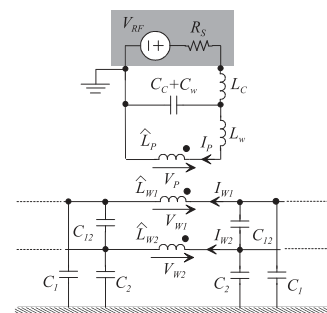 V_RF R_S
C_C+C_w L_C
L_w
L̂_P I_P
V_P
L̂_W1 I_W1
V_W1
C_12 L̂_W2 I_W2 C_12
V_W2
C_1 C_2 C_2 C_1